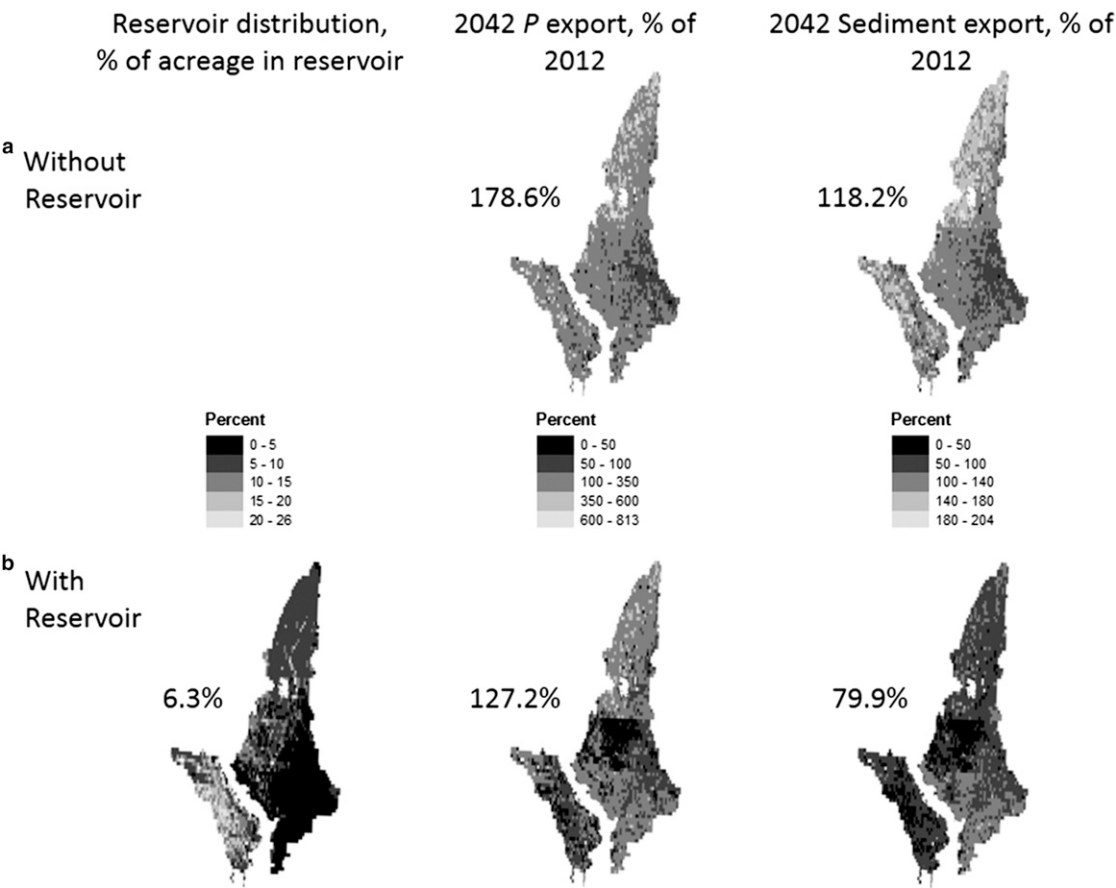 Reservoir distribution,
% of acreage in reservoir
2042 P export, % of
2012
2042 Sediment export, % of
2012
a
Without
Reservoir
178.6%
118.2%
Percent
0 - 5
5 - 10
10 - 15
15 - 20
20 - 26
Percent
0 - 50
50 - 100
100 - 350
350 - 600
600 - 813
Percent
0 - 50
50 - 100
100 - 140
140 - 180
180 - 204
b
With
Reservoir
6.3%
127.2%
79.9%